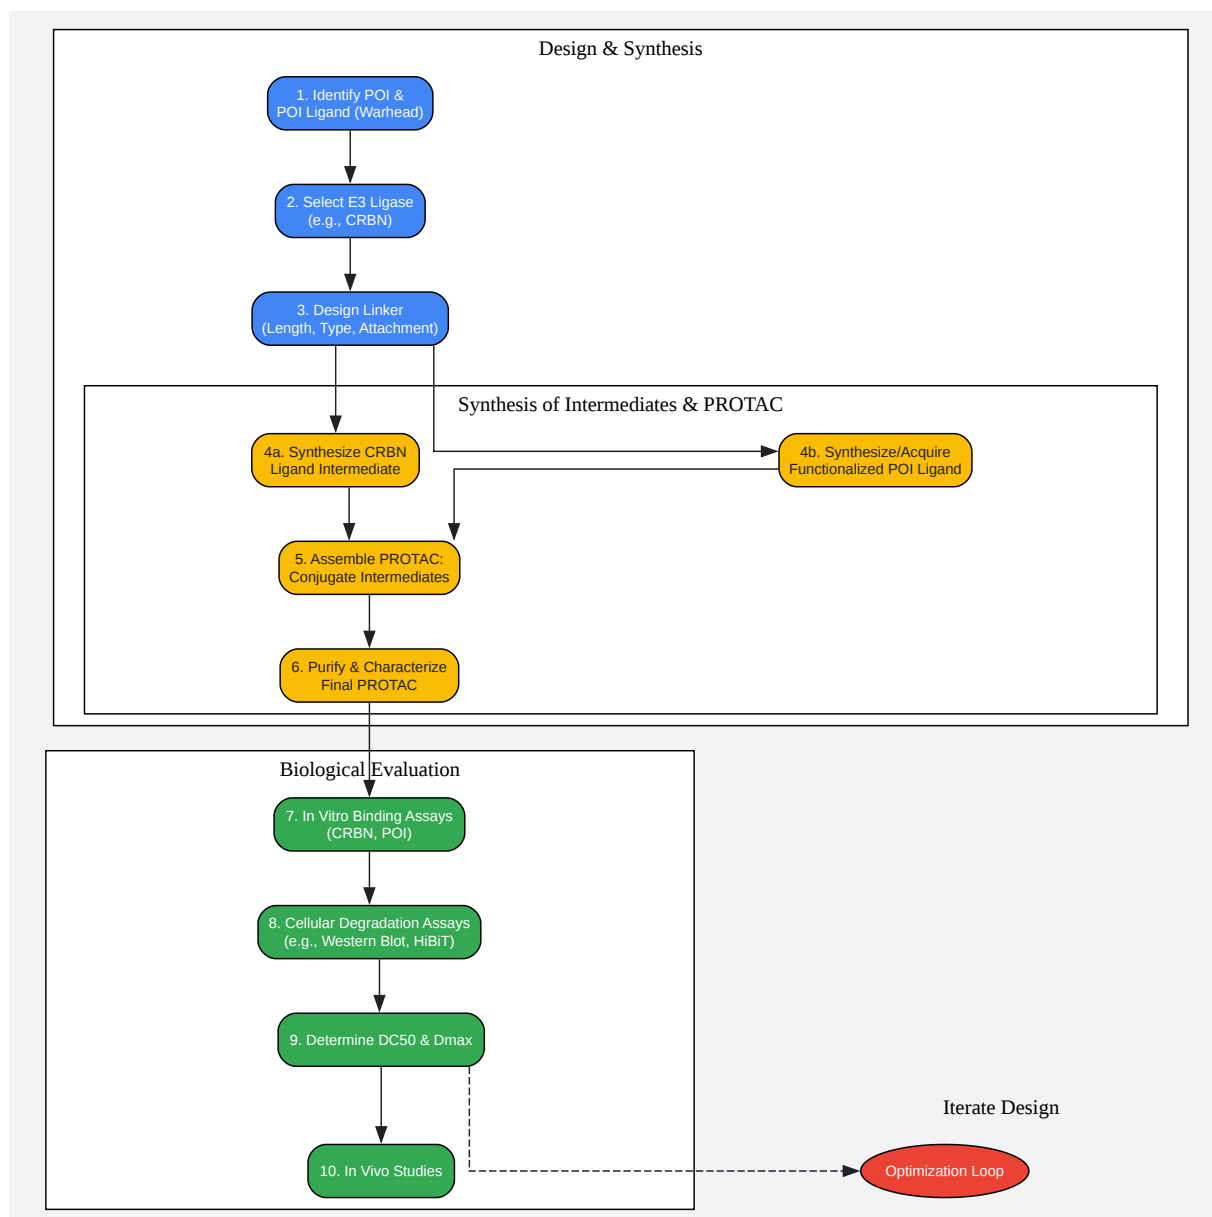 Design & Synthesis
1. Identify POI &
POI Ligand (Warhead)
2. Select E3 Ligase
(e.g., CRBN)
3. Design Linker
(Length, Type, Attachment)
Synthesis of Intermediates & PROTAC
4a. Synthesize CRBN
Ligand Intermediate
4b. Synthesize/Acquire
Functionalized POI Ligand
5. Assemble PROTAC:
Conjugate Intermediates
6. Purify & Characterize
Final PROTAC
Biological Evaluation
7. In Vitro Binding Assays
(CRBN, POI)
8. Cellular Degradation Assays
(e.g., Western Blot, HiBiT)
9. Determine DC50 & Dmax
10. In Vivo Studies
Iterate Design
Optimization Loop